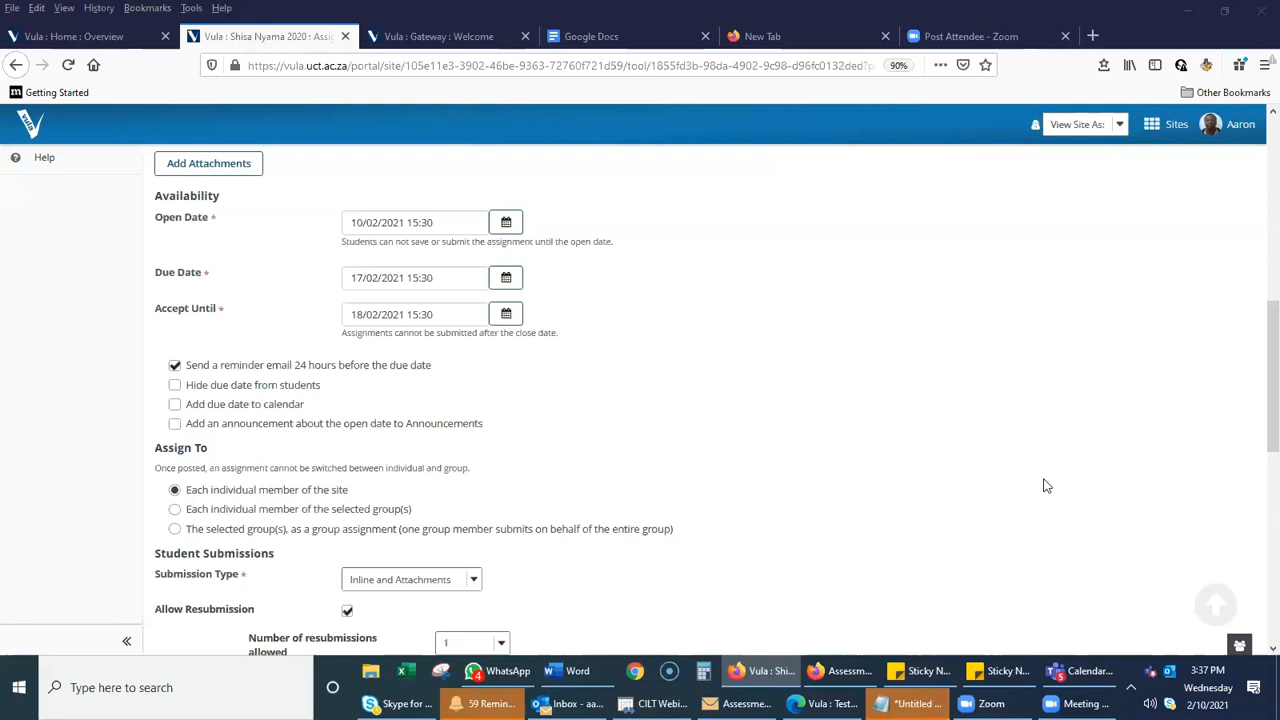 File Edit View History Bookmarks Tools Help
Vula : Home : Overview
Vula : Shisa Nyama 2020 : Assig
Vula : Gateway : Welcome
Google Docs
New Tab
Post Attendee - Zoom
https://vula.uct.ac.za/portal/site/105e11e3-3902-46be-9363-72760f721d59/tool/1855fd3b-98da-4902-9c98-d96fc0132ded?p
90%
Getting Started
Other Bookmarks
vula
View Site As:
Sites
Aaron
Help
Add Attachments
Availability
Open Date *
10/02/2021 15:30
Students can not save or submit the assignment until the open date.
Due Date *
17/02/2021 15:30
Accept Until *
18/02/2021 15:30
Assignments cannot be submitted after the close date.
Send a reminder email 24 hours before the due date
Hide due date from students
Add due date to calendar
Add an announcement about the open date to Announcements
Assign To
Once posted, an assignment cannot be switched between individual and group.
Each individual member of the site
Each individual member of the selected group(s)
The selected group(s), as a group assignment (one group member submits on behalf of the entire group)
Student Submissions
Submission Type *
Inline and Attachments
Allow Resubmission
Number of resubmissions
allowed
1
Type here to search
4
WhatsApp
Word
Vula : Shi...
Assessm...
Sticky N...
Sticky N...
5
Calendar...
Skype for ...
59 Remin...
Inbox - aa...
CILT Webi...
Assessme...
Vula : Test...
*Untitled ...
Zoom
Meeting ...
3:37 PM
Wednesday
2/10/2021